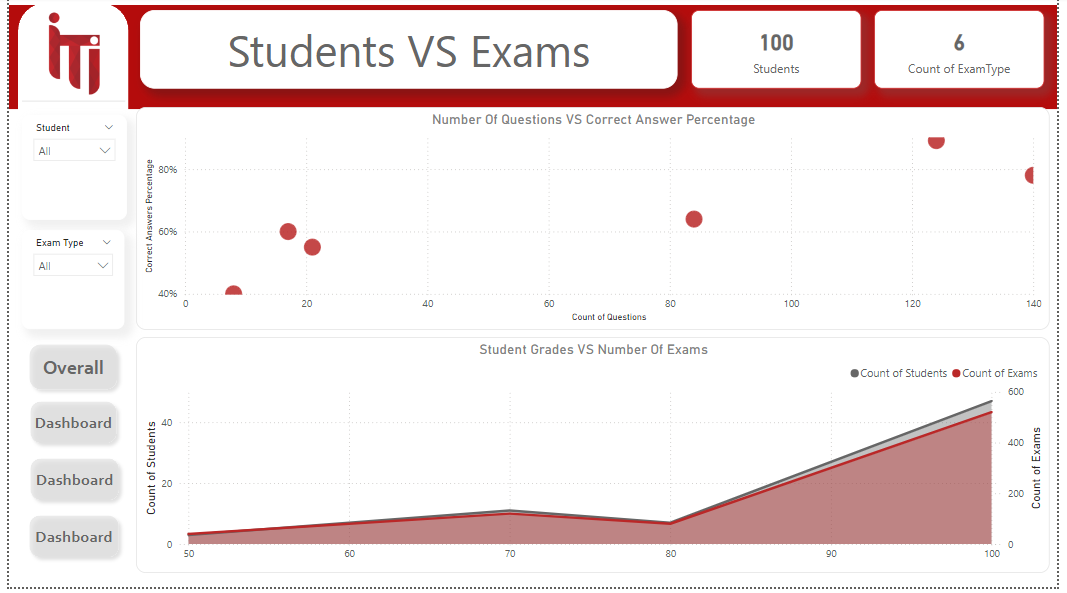 iTi
Students VS Exams
100
Students
6
Count of ExamType
Student
All
Exam Type
All
Overall
Dashboard
Dashboard
Dashboard
Number Of Questions VS Correct Answer Percentage
Correct Answers Percentage
80%
60%
40%
0 20 40 60 80 100 120 140
Count of Questions
Student Grades VS Number Of Exams
Count of Students Count of Exams
Count of Students
40
20
0
600
400
200
0
Count of Exams
50 60 70 80 90 100